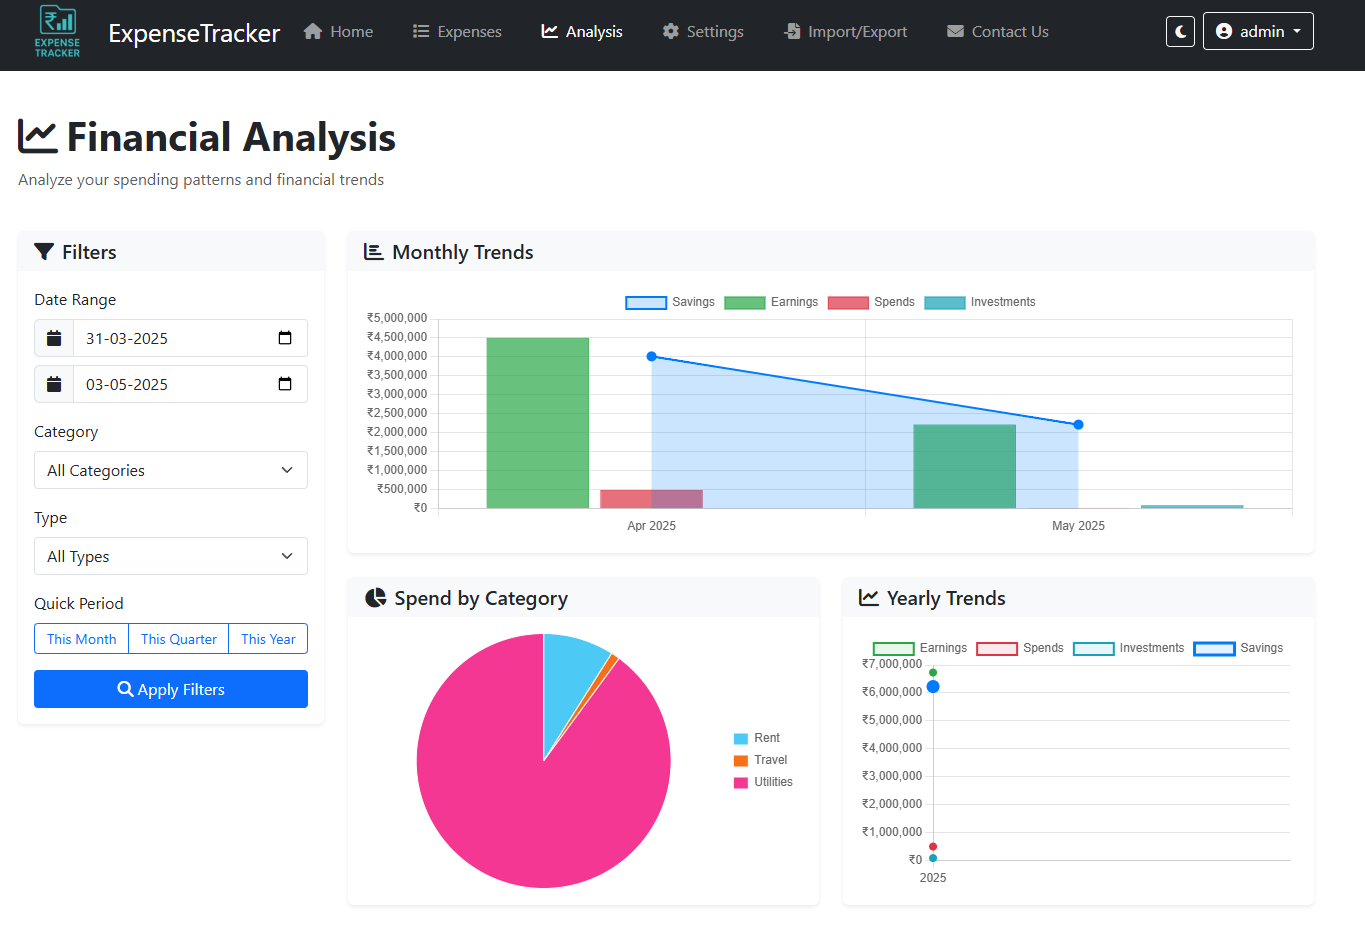 EXPENSE
TRACKER
ExpenseTracker
Home
Expenses
Analysis
Settings
Import/Export
Contact Us
admin
Financial Analysis
Analyze your spending patterns and financial trends
Filters
Date Range
31-03-2025
03-05-2025
Category
All Categories
Type
All Types
Quick Period
This Month
This Quarter
This Year
Apply Filters
Monthly Trends
Savings
Earnings
Spends
Investments
₹5,000,000
₹4,500,000
₹4,000,000
₹3,500,000
₹3,000,000
₹2,500,000
₹2,000,000
₹1,500,000
₹1,000,000
₹500,000
₹0
Apr 2025
May 2025
Spend by Category
Rent
Travel
Utilities
Yearly Trends
Earnings
Spends
Investments
Savings
₹7,000,000
₹6,000,000
₹5,000,000
₹4,000,000
₹3,000,000
₹2,000,000
₹1,000,000
₹0
2025